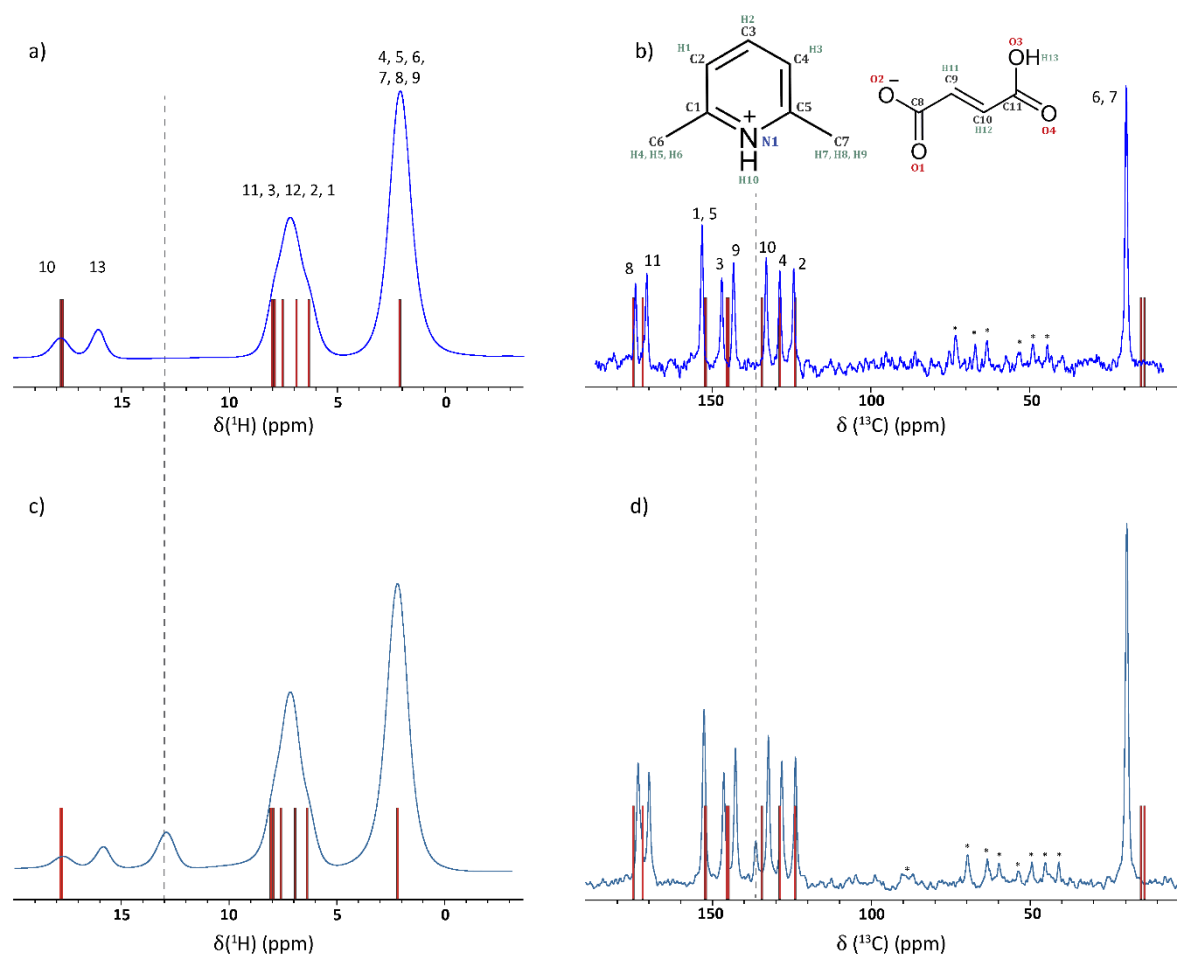 a)
4, 5, 6,
7, 8, 9
11, 3, 12, 2, 1
10
13
15
10
5
0
δ(¹H) (ppm)
b)
H2
C3
H1
C2
C4
H3
C1
C5
+
N1
H
H10
C6
H4, H5, H6
C7
H7, H8, H9
O3
OH
H13
O2
−
O
C8
H11
C9
C10
H12
C11
O
O4
O
O1
6, 7
1, 5
8
11
3
9
10
4
2
* * * * * *
150
100
50
δ (¹³C) (ppm)
c)
15
10
5
0
δ(¹H) (ppm)
d)
* * * * * * * *
150
100
50
δ (¹³C) (ppm)